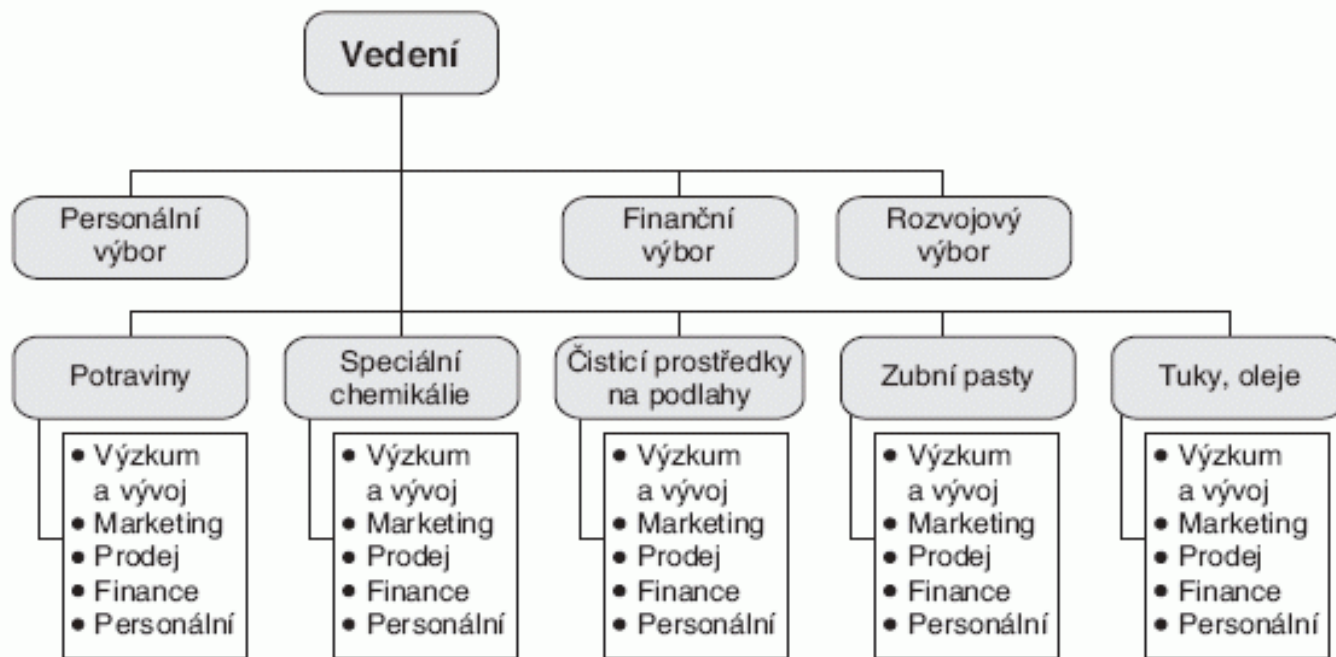 Vedení
Personální
výbor
Finanční
výbor
Rozvojový
výbor
Potraviny
Speciální
chemikálie
Čisticí prostředky
na podlahy
Zubní pasty
Tuky, oleje
• Výzkum
a vývoj
• Marketing
• Prodej
• Finance
• Personální
• Výzkum
a vývoj
• Marketing
• Prodej
• Finance
• Personální
• Výzkum
a vývoj
• Marketing
• Prodej
• Finance
• Personální
• Výzkum
a vývoj
• Marketing
• Prodej
• Finance
• Personální
• Výzkum
a vývoj
• Marketing
• Prodej
• Finance
• Personální